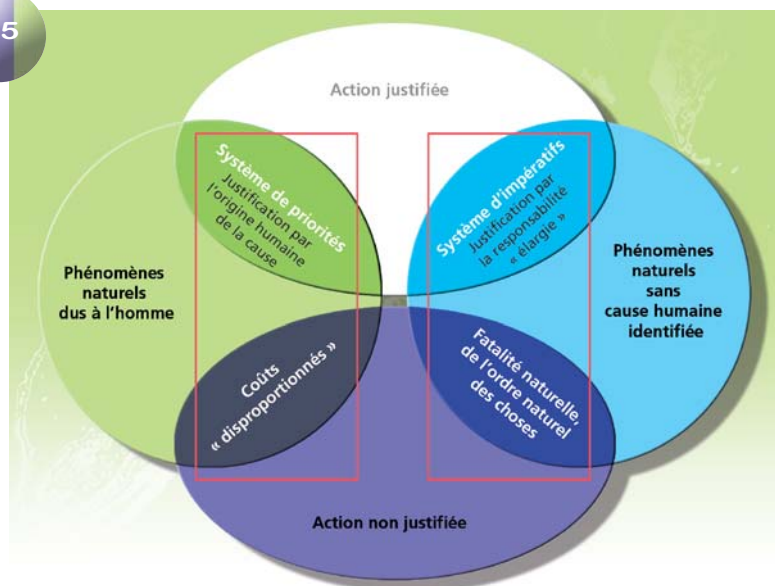 5
Action justifiée
Système de priorités
Justification par
l'origine humaine
de la cause
Système d'impératifs
Justification par
la responsabilité
« élargie »
Phénomènes
naturels
dus à l'homme
Phénomènes
naturels
sans
cause humaine
identifiée
Coûts
« disproportionnés »
Fatalité naturelle,
de l'ordre naturel
des choses
Action non justifiée